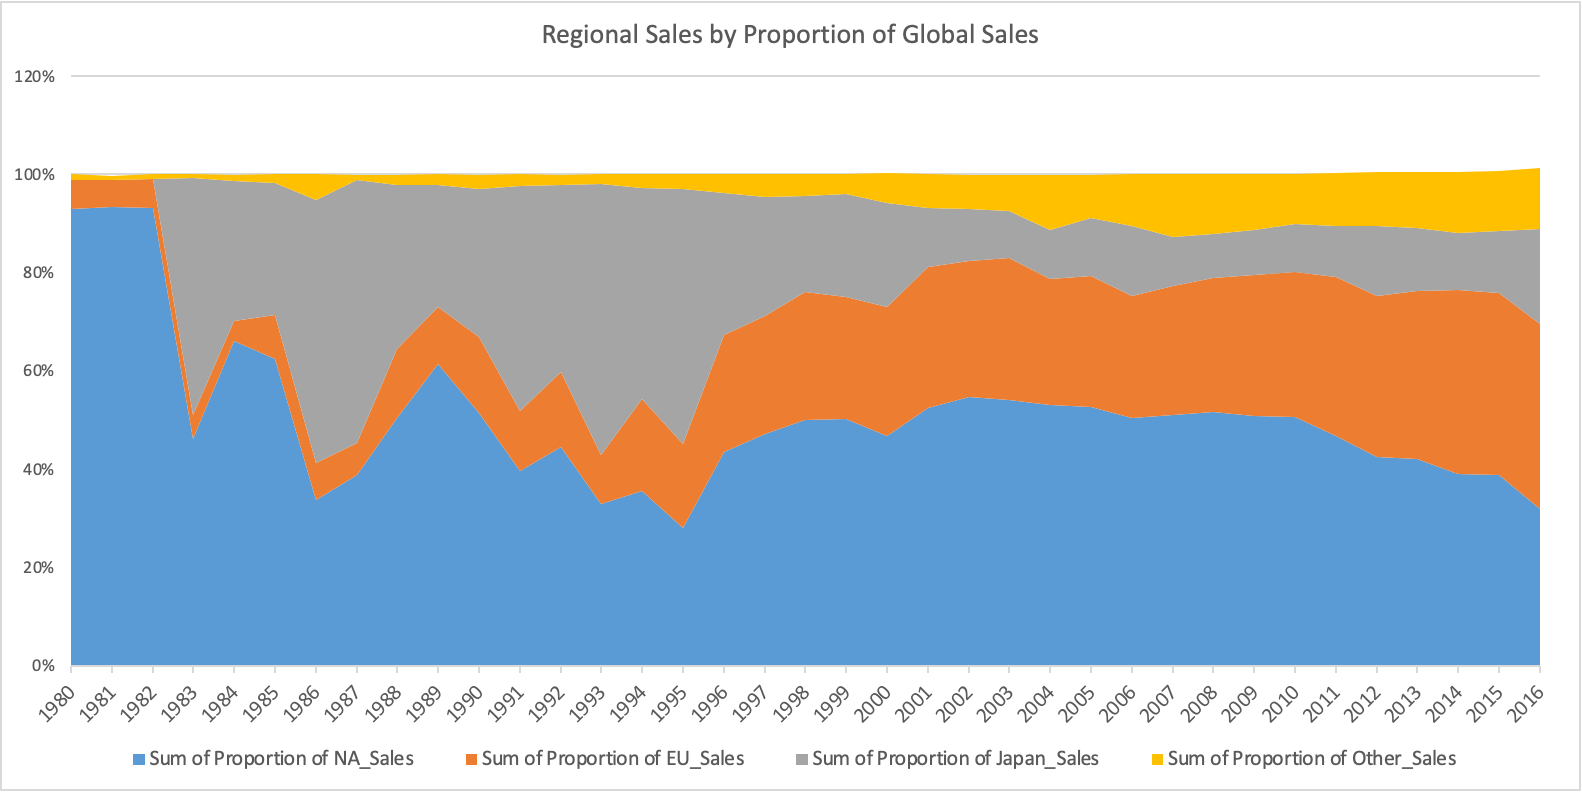 Regional Sales by Proportion of Global Sales
120%
100%
80%
60%
40%
20%
0%
1980 1981 1982 1983 1984 1985 1986 1987 1988 1989 1990 1991 1992 1993 1994 1995 1996 1997 1998 1999 2000 2001 2002 2003 2004 2005 2006 2007 2008 2009 2010 2011 2012 2013 2014 2015 2016
Sum of Proportion of NA_Sales Sum of Proportion of EU_Sales Sum of Proportion of Japan_Sales Sum of Proportion of Other_Sales